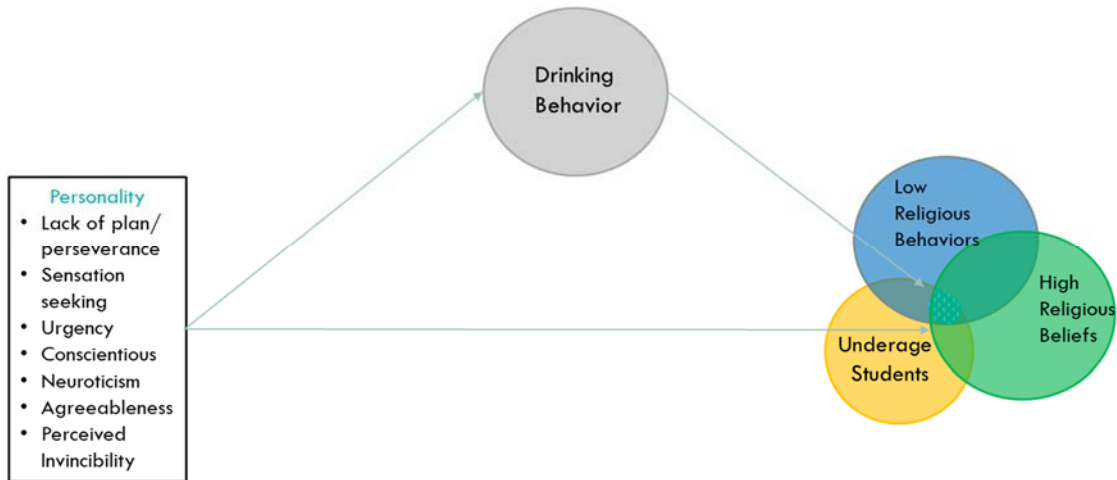 Drinking
Behavior
Personality
• Lack of plan/
perseverance
• Sensation
seeking
• Urgency
• Conscientious
• Neuroticism
• Agreeableness
• Perceived
Invincibility
Low
Religious
Behaviors
High
Religious
Beliefs
Underage
Students